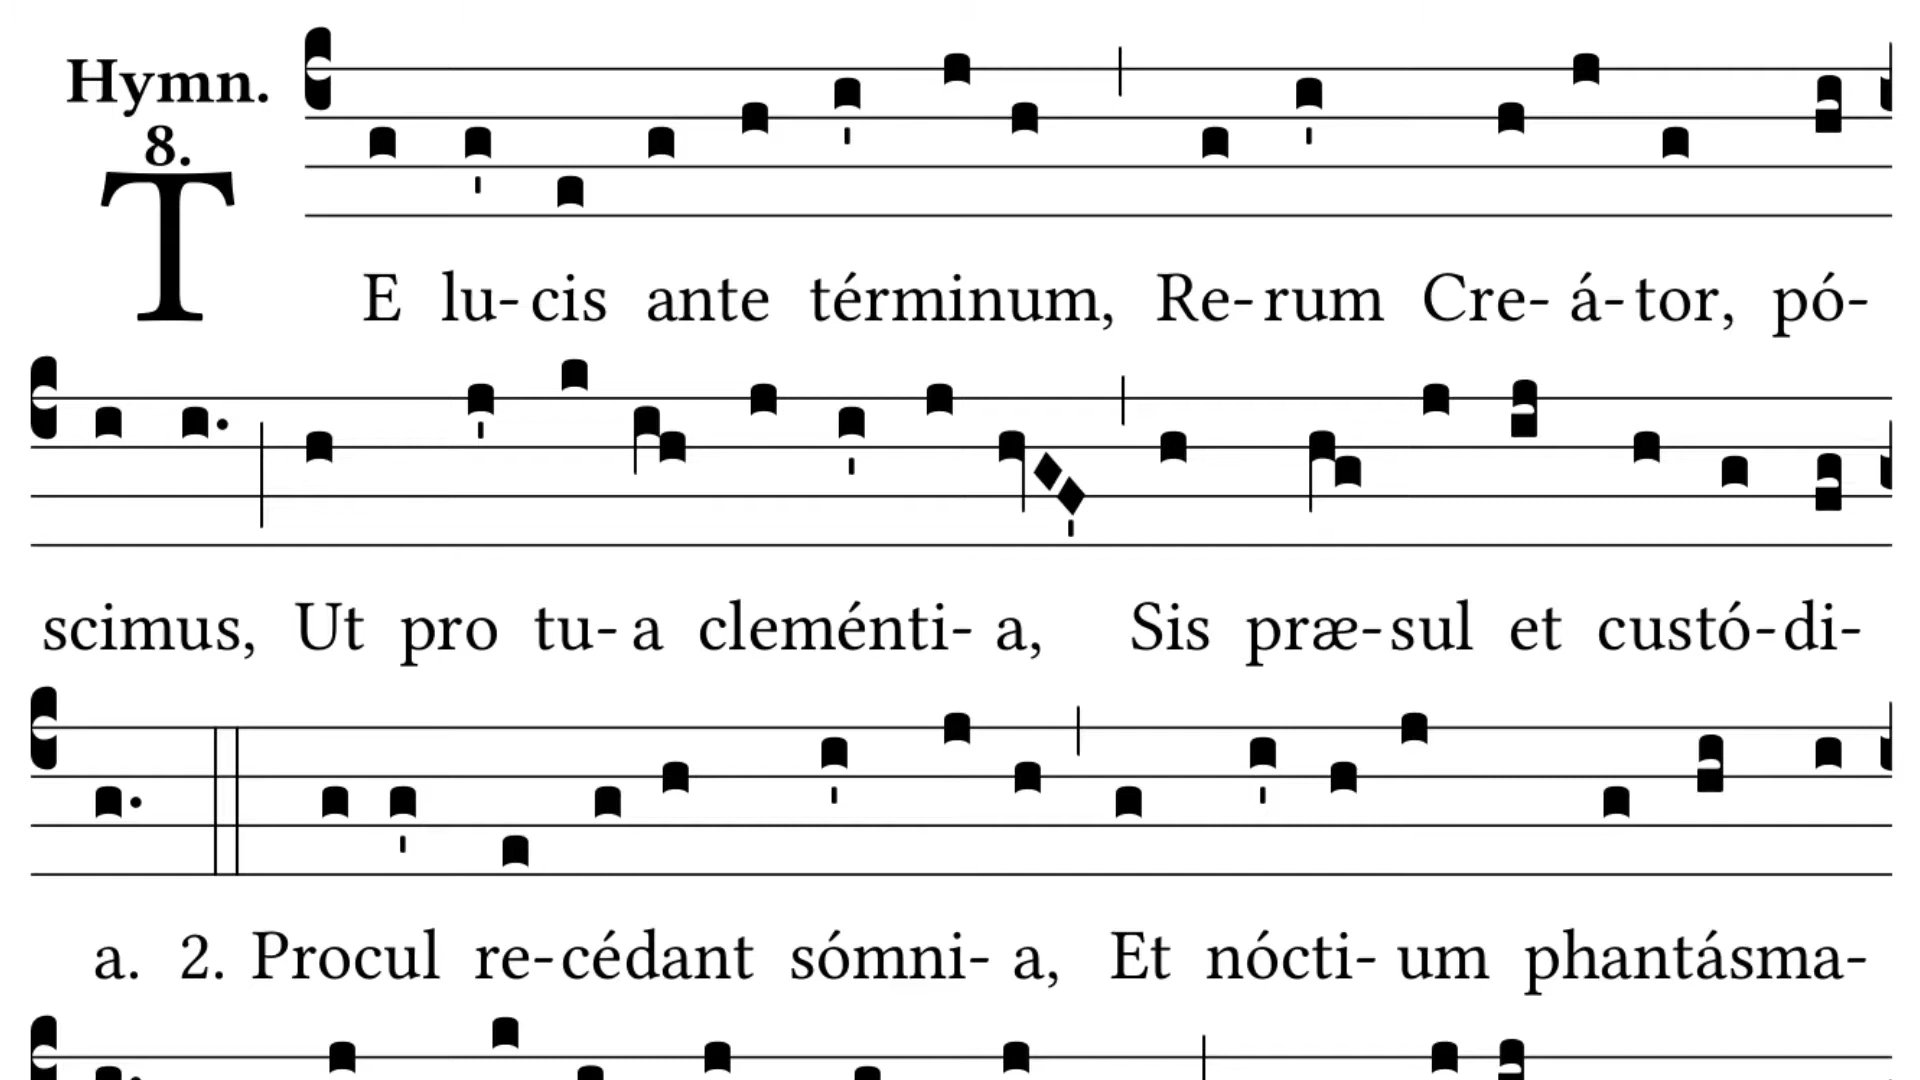 Hymn.
8.
TE lu-cis ante términum, Re-rum Cre- á-tor, pó-
scimus, Ut pro tu-a cleménti- a, Sis præ-sul et custó-di-
a. 2. Procul re-cédant sómni- a, Et nócti- um phantásma-